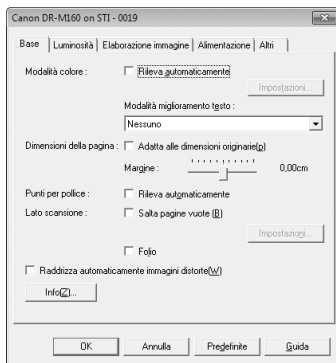 Canon DR-M160 on STI - 0019
Base Luminosità Elaborazione immagine Alimentazione Altri
Modalità colore : Rileva automaticamente
Impostazioni...
Modalità miglioramento testo :
Nessuno
Dimensioni della pagina : Adatta alle dimensioni originarie(p)
Margine : 0,00cm
Punti per pollice : Rileva automaticamente
Lato scansione : Salta pagine vuote (B)
Impostazioni...
Folio
Raddrizza automaticamente immagini distorte(W)
Info(Z)...
OK Annulla Predefinite Guida